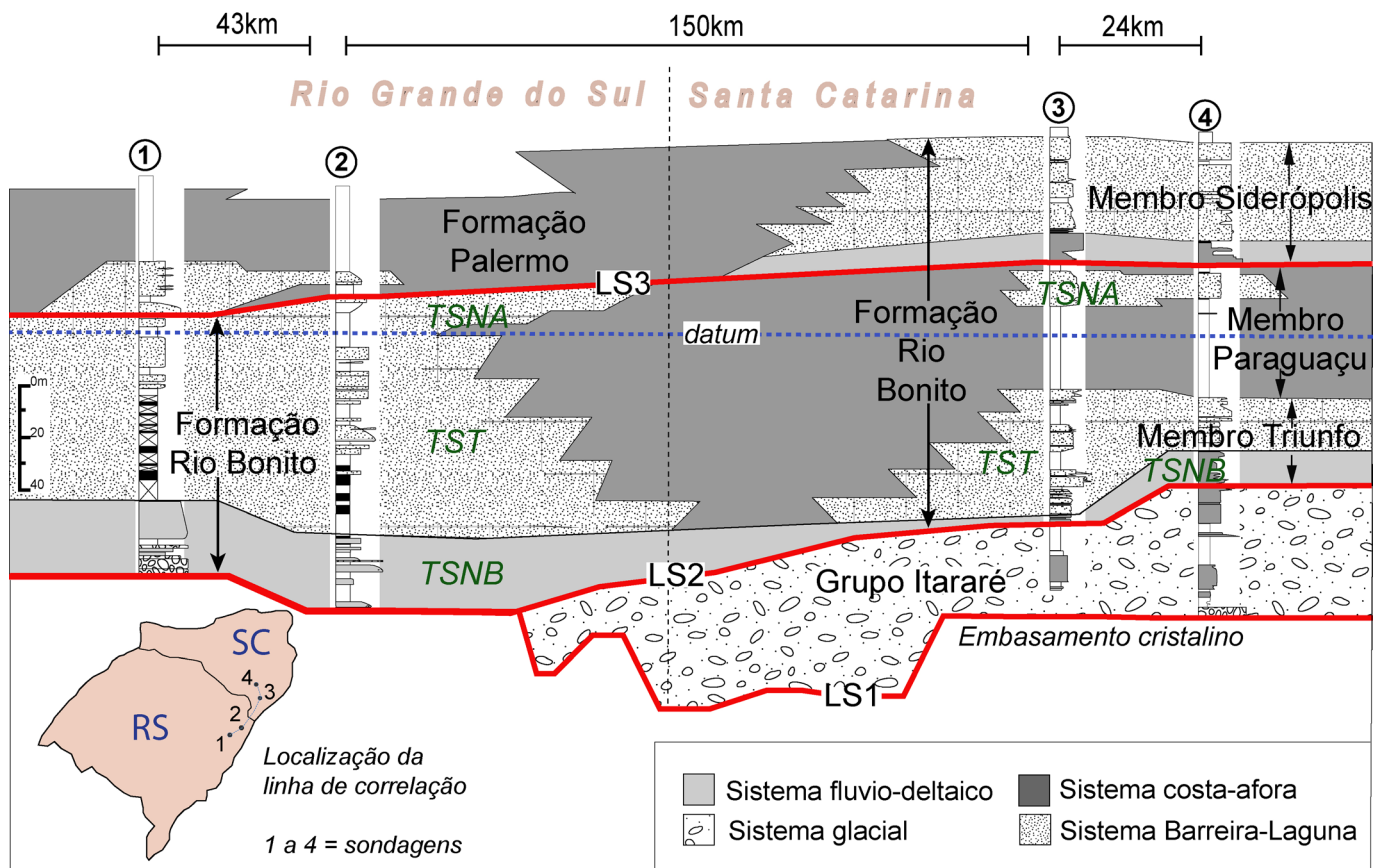 43km
150km
24km
Rio Grande do Sul
Santa Catarina
1
2
3
4
Membro Siderópolis
Formação
Palermo
LS3
TSNA
TSNA
Formação
Rio
Bonito
Membro
Paraguaçu
datum
0m
20
40
Formação
Rio Bonito
TST
TST
Membro Triunfo
TSNB
TSNB
LS2
Grupo Itararé
Embasamento cristalino
LS1
SC
RS
4
3
2
1
Localização da
linha de correlação
1 a 4 = sondagens
Sistema fluvio-deltaico
Sistema costa-afora
Sistema glacial
Sistema Barreira-Laguna